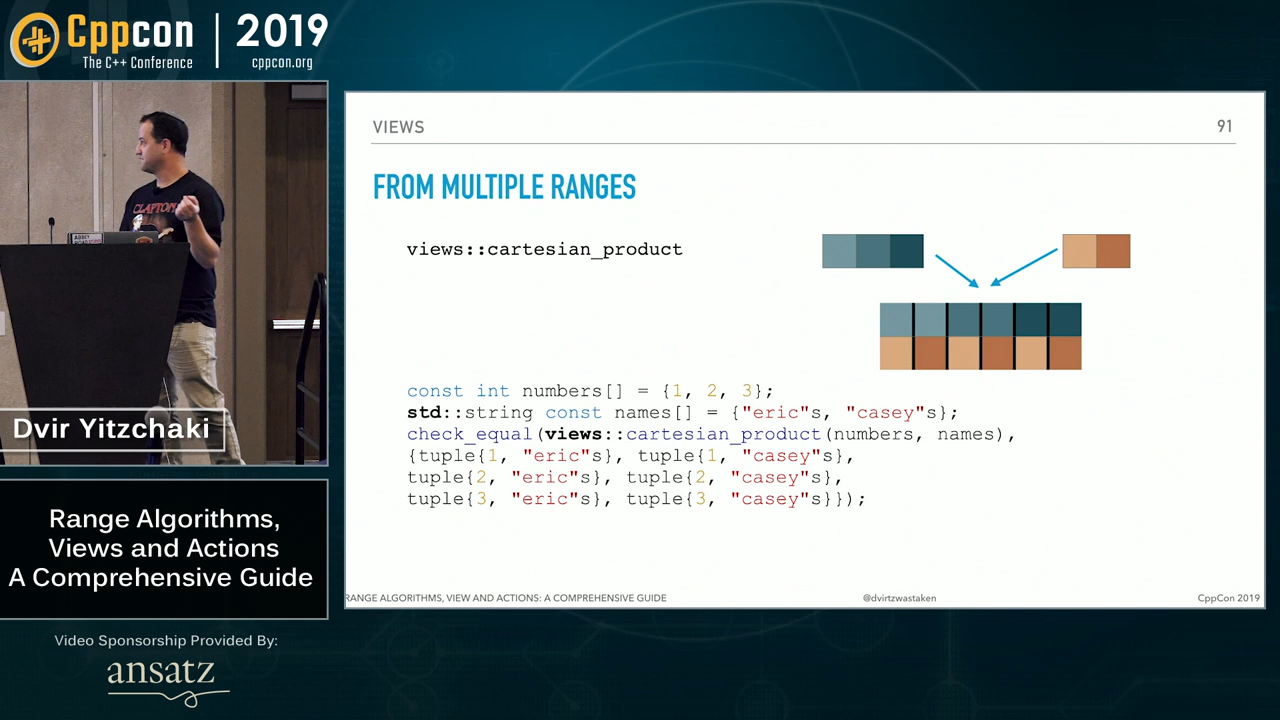 Cppcon
The C++ Conference
2019
cppcon.org
CLAPTON
Dvir Yitzchaki
Range Algorithms,
Views and Actions
A Comprehensive Guide
Video Sponsorship Provided By:
ansatz
VIEWS
91
FROM MULTIPLE RANGES
views::cartesian_product
const int numbers[] = {1, 2, 3};
std::string const names[] = {"eric"s, "casey"s};
check_equal(views::cartesian_product(numbers, names),
{tuple{1, "eric"s}, tuple{1, "casey"s},
tuple{2, "eric"s}, tuple{2, "casey"s},
tuple{3, "eric"s}, tuple{3, "casey"s}});
RANGE ALGORITHMS, VIEW AND ACTIONS: A COMPREHENSIVE GUIDE
@dvirtzwastaken
CppCon 2019